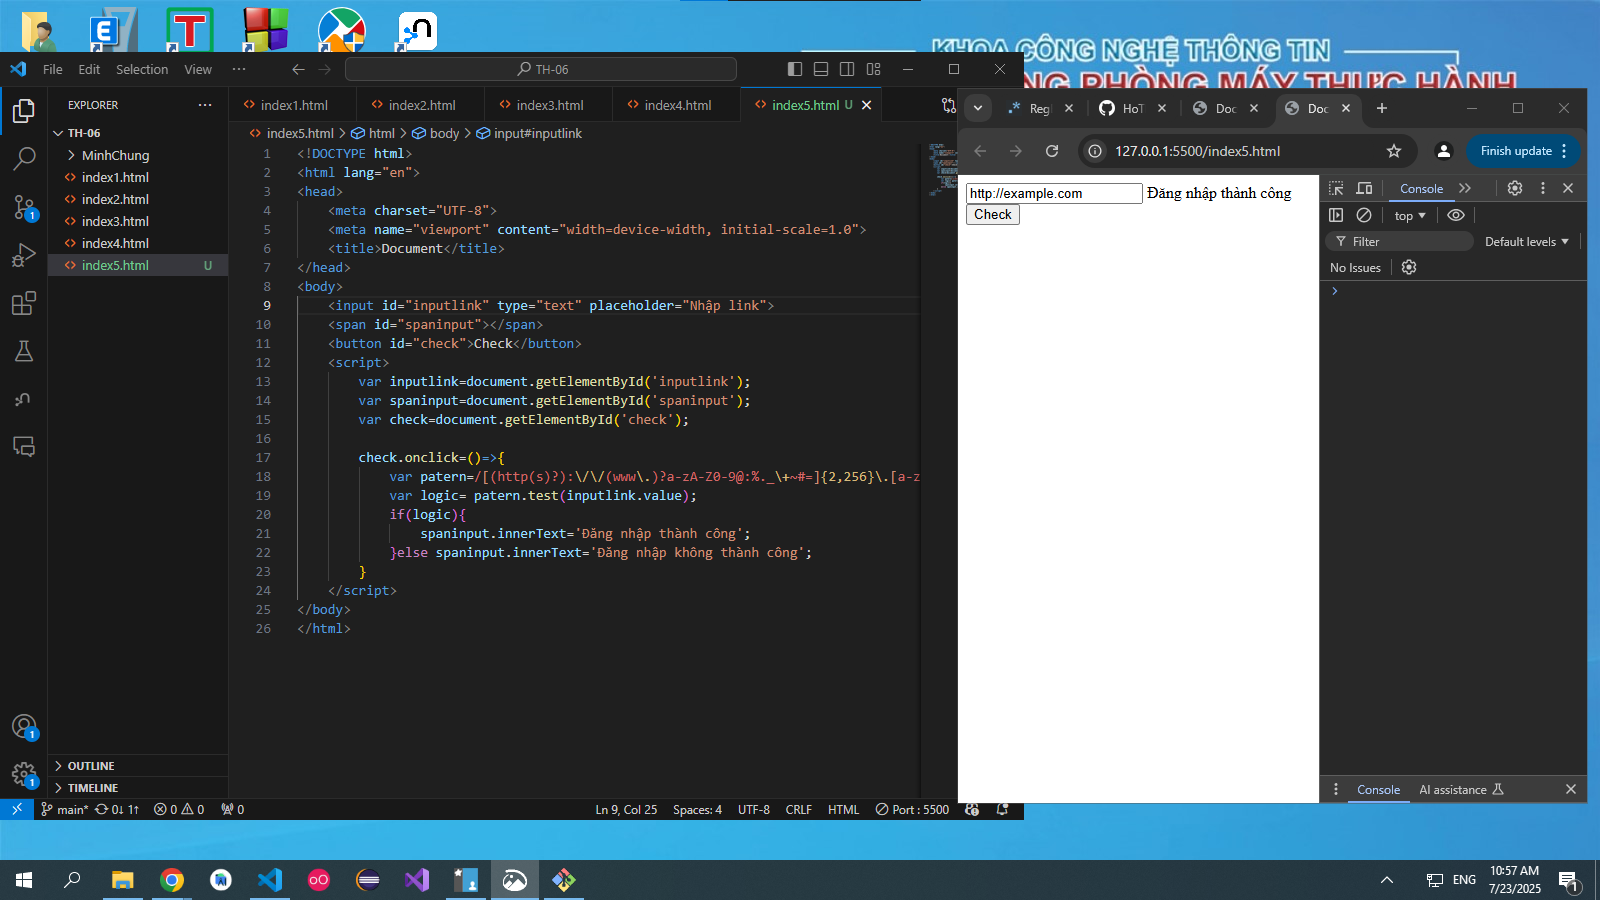 KHOA CÔNG NGHỆ THÔNG TIN
NG PHÒNG MÁY THỰC HÀNH
File Edit Selection View ···
TH-06
EXPLORER
TH-06
MinhChung
index1.html
index2.html
index3.html
index4.html
index5.html U
OUTLINE
TIMELINE
index1.html index2.html index3.html index4.html index5.html U
index5.html > html > body > input#inputlink
1 <!DOCTYPE html>
2 <html lang="en">
3 <head>
4 <meta charset="UTF-8">
5 <meta name="viewport" content="width=device-width, initial-scale=1.0">
6 <title>Document</title>
7 </head>
8 <body>
9 <input id="inputlink" type="text" placeholder="Nhập link">
10 <span id="spaninput"></span>
11 <button id="check">Check</button>
12 <script>
13 var inputlink=document.getElementById('inputlink');
14 var spaninput=document.getElementById('spaninput');
15 var check=document.getElementById('check');
16
17 check.onclick=()=>{
18 var patern=/[(http(s)?):\/\/(www\.)?a-zA-Z0-9@:%._\+~#=]{2,256}\.[a-z
19 var logic= patern.test(inputlink.value);
20 if(logic){
21 spaninput.innerText='Đăng nhập thành công';
22 }else spaninput.innerText='Đăng nhập không thành công';
23 }
24 </script>
25 </body>
26 </html>
main* 0↓ 1↑ 0 0 0 Ln 9, Col 25 Spaces: 4 UTF-8 CRLF HTML Port : 5500
Reg HoT Doc Doc
127.0.0.1:5500/index5.html Finish update
http://example.com Đăng nhập thành công
Check
Console
top
Filter Default levels
No Issues
Console AI assistance
ENG
10:57 AM
7/23/2025
1